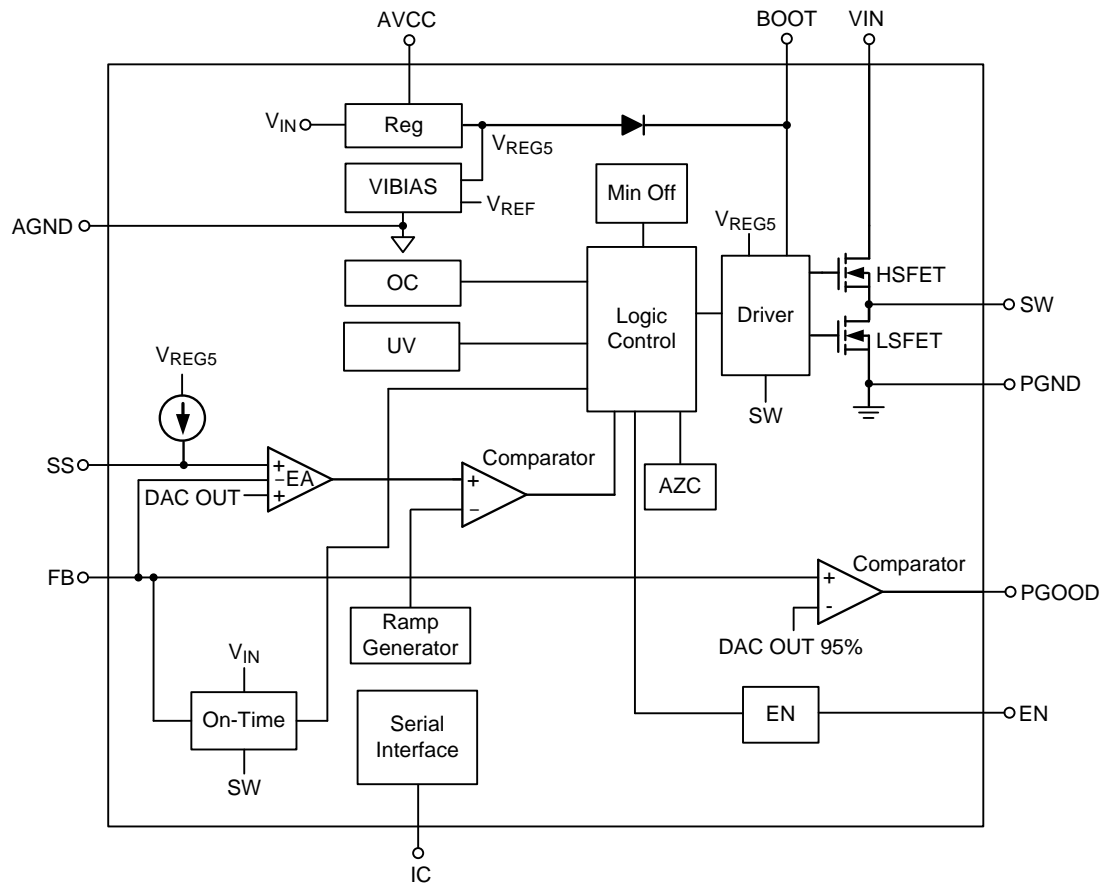 AVCC
BOOT
VIN
VIN
Reg
VREG5
VIBIAS
VREF
AGND
Min Off
VREG5
OC
UV
Logic
Control
Driver
HSFET
LSFET
SW
PGND
SW
VREG5
SS
+
−
+
EA
DAC OUT
Comparator
+
−
AZC
FB
Comparator
+
-
PGOOD
DAC OUT 95%
Ramp
Generator
VIN
On-Time
SW
Serial
Interface
EN
EN
IC